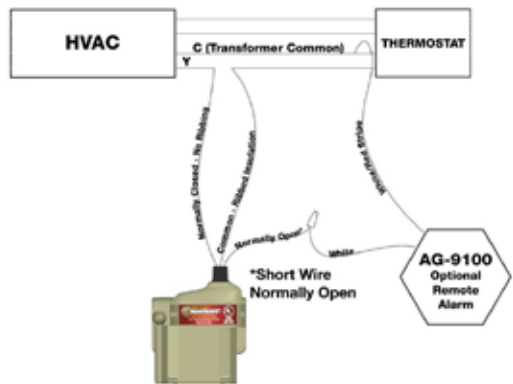 HVAC
C (Transformer Common)
THERMOSTAT
Y
Normally Closed - No Ribbing
Common - Ribbed Insulation
White/Red Stripe
Normally Open*
White
*Short Wire
Normally Open
AG-9100
Optional
Remote
Alarm